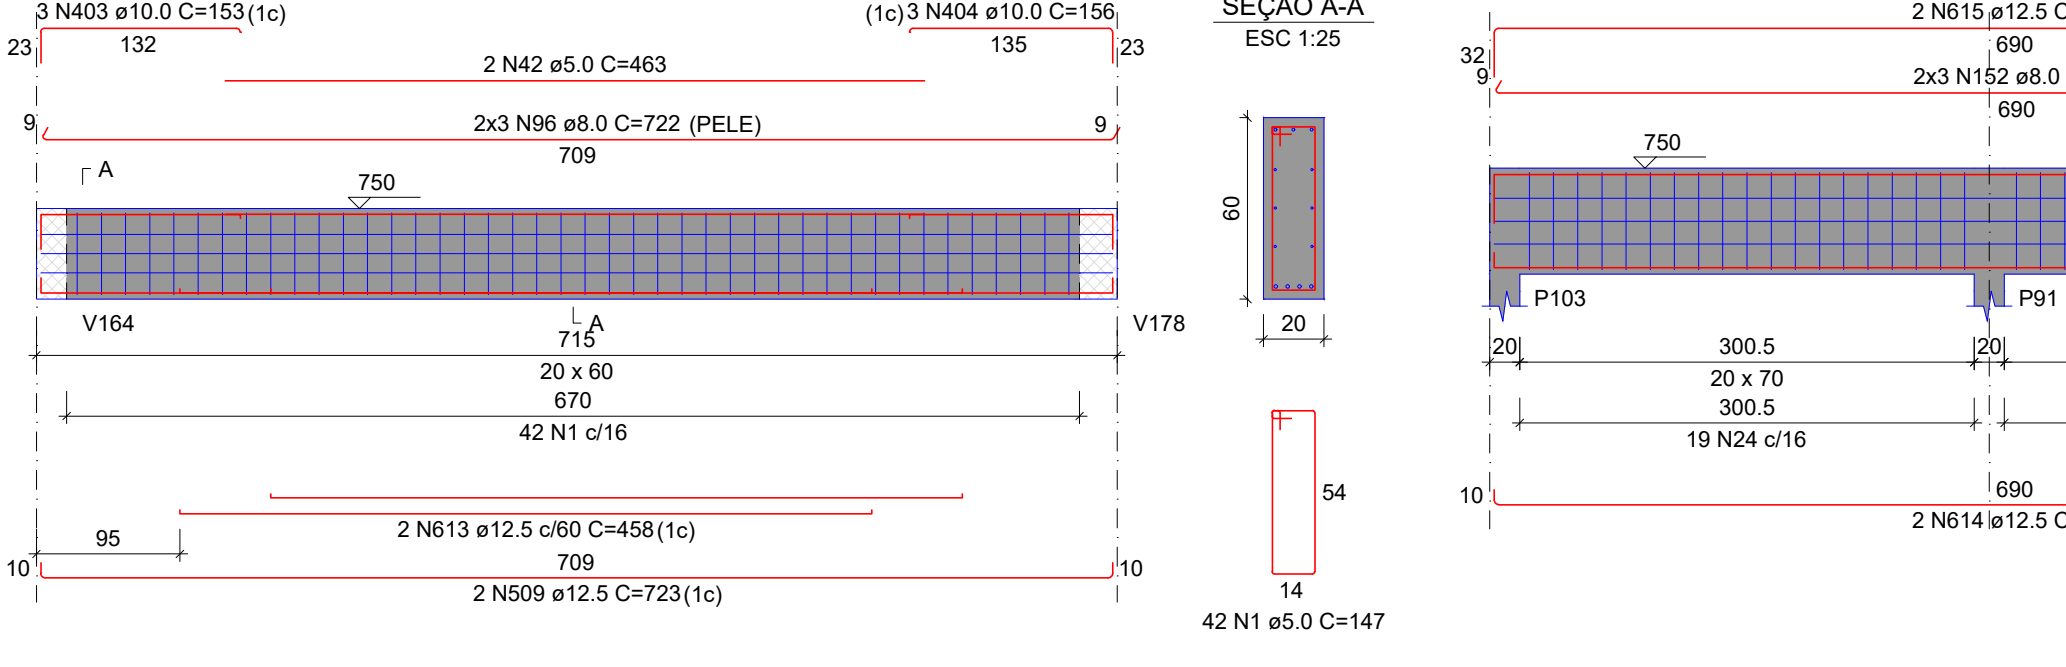 3 N403 ø10.0 C=153(1c)
132
23
(1c)3 N404 ø10.0 C=156
135
23
2 N42 ø5.0 C=463
9
2x3 N96 ø8.0 C=722 (PELE)
9
709
A
750
V164
A
V178
715
20 x 60
670
42 N1 c/16
2 N613 ø12.5 c/60 C=458(1c)
95
709
10
10
2 N509 ø12.5 C=723(1c)
SEÇÃO A-A
ESC 1:25
60
20
54
14
42 N1 ø5.0 C=147
2 N615 ø12.5 C
690
32
9
2x3 N152 ø8.0
690
750
P103
P91
20
300.5
20
20 x 70
300.5
19 N24 c/16
10
690
2 N614 ø12.5 C